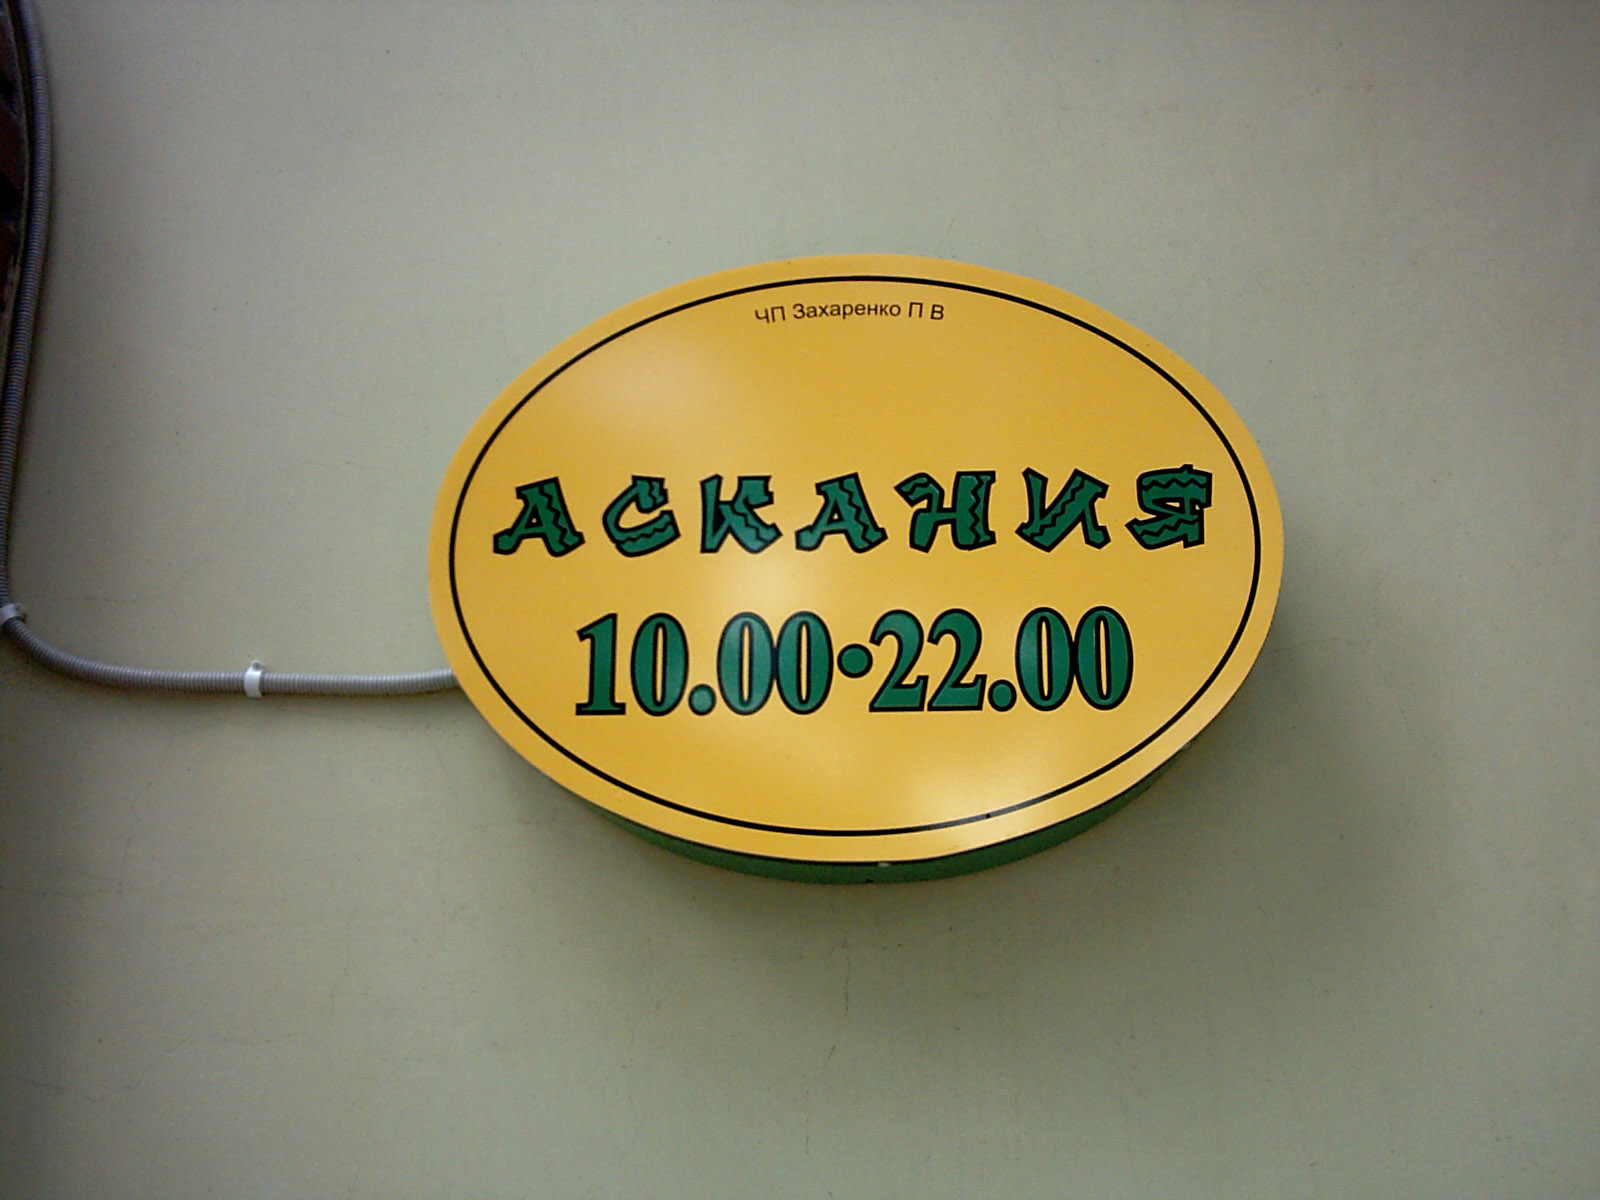 ЧП Захаренко П В
АСКАНИЯ
10.00•22.00